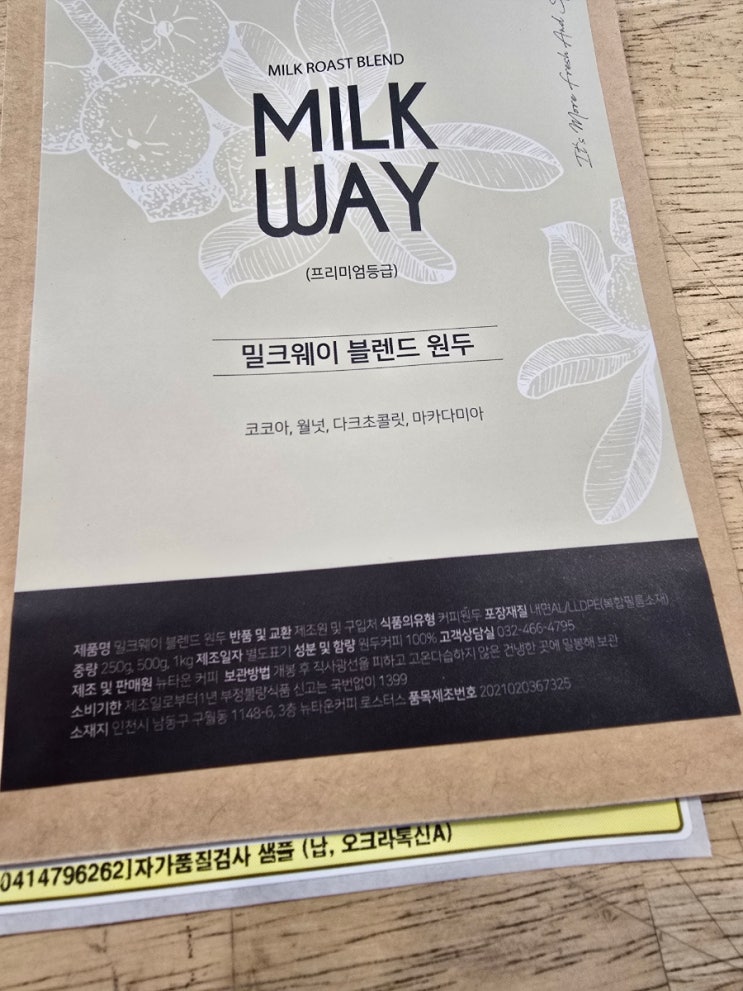 It's More Fresh And
MILK ROAST BLEND
MILK
WAY
(프리미엄등급)
밀크웨이 블렌드 원두
코코아, 월넛, 다크초콜릿, 마카다미아
제품명 밀크웨이 블렌드 원두 반품 및 교환 제조원 및 구입처 식품의유형 커피원두 포장재질 내면AL/LLDPE(복합필름소재)
중량 250g, 500g, 1kg 제조일자 별도표기 성분 및 함량 원두커피 100% 고객상담실 032-466-4795
제조 및 판매원 뉴타운 커피 보관방법 개봉 후 직사광선을 피하고 고온다습하지 않은 건냉한 곳에 밀봉해 보관
소비기한 제조일로부터1년 부정불량식품 신고는 국번없이 1399
소재지 인천시 남동구 구월동 1148-6, 3층 뉴타운커피 로스터스 품목제조번호 2021020367325
0414796262]자가품질검사 샘플 (납, 오크라톡신A)